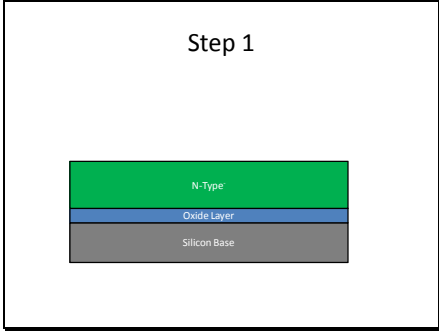 Step 1
N-Type⁻
Oxide Layer
Silicon Base